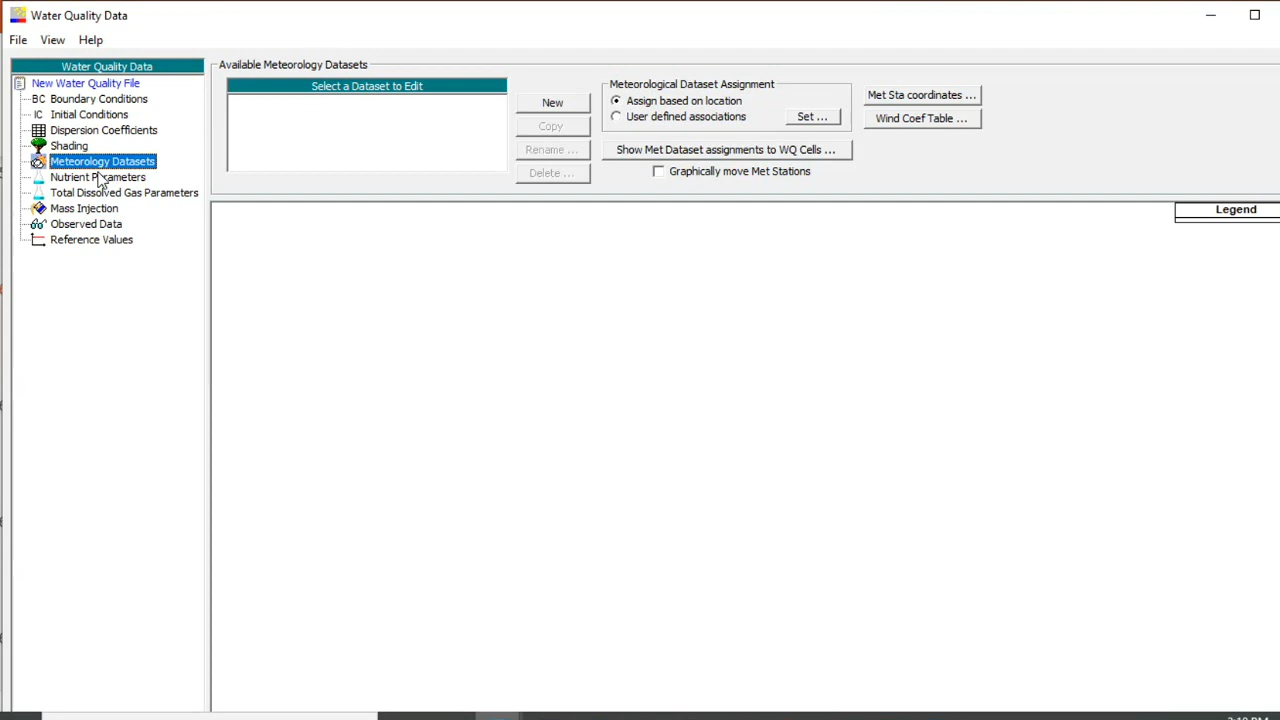 Water Quality Data
File View Help
Water Quality Data
New Water Quality File
BC Boundary Conditions
IC Initial Conditions
Dispersion Coefficients
Shading
Meteorology Datasets
Nutrient Parameters
Total Dissolved Gas Parameters
Mass Injection
Observed Data
Reference Values
Available Meteorology Datasets
Select a Dataset to Edit
New
Copy
Rename ...
Delete ...
Meteorological Dataset Assignment
Assign based on location
User defined associations
Set ...
Show Met Dataset assignments to WQ Cells ...
Graphically move Met Stations
Met Sta coordinates ...
Wind Coef Table ...
Legend